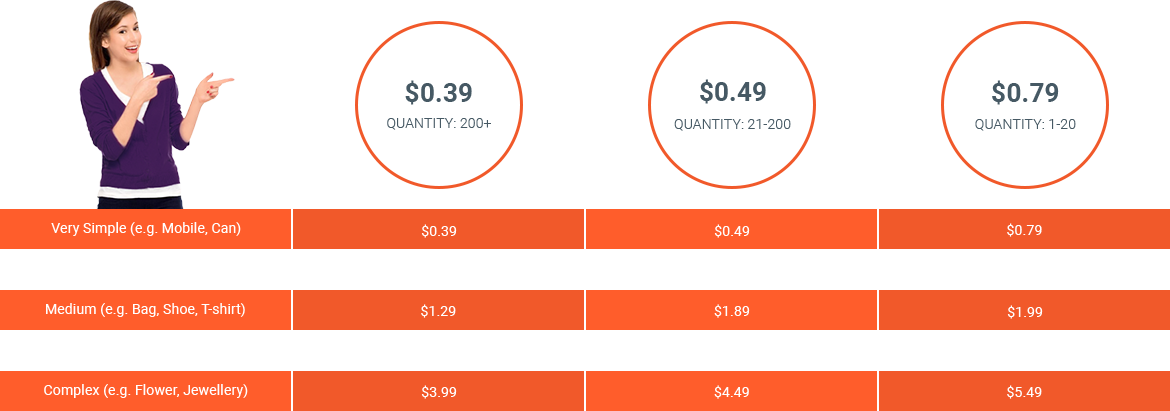 $0.39
QUANTITY: 200+
$0.49
QUANTITY: 21-200
$0.79
QUANTITY: 1-20
Very Simple (e.g. Mobile, Can) $0.39 $0.49 $0.79
Medium (e.g. Bag, Shoe, T-shirt) $1.29 $1.89 $1.99
Complex (e.g. Flower, Jewellery) $3.99 $4.49 $5.49